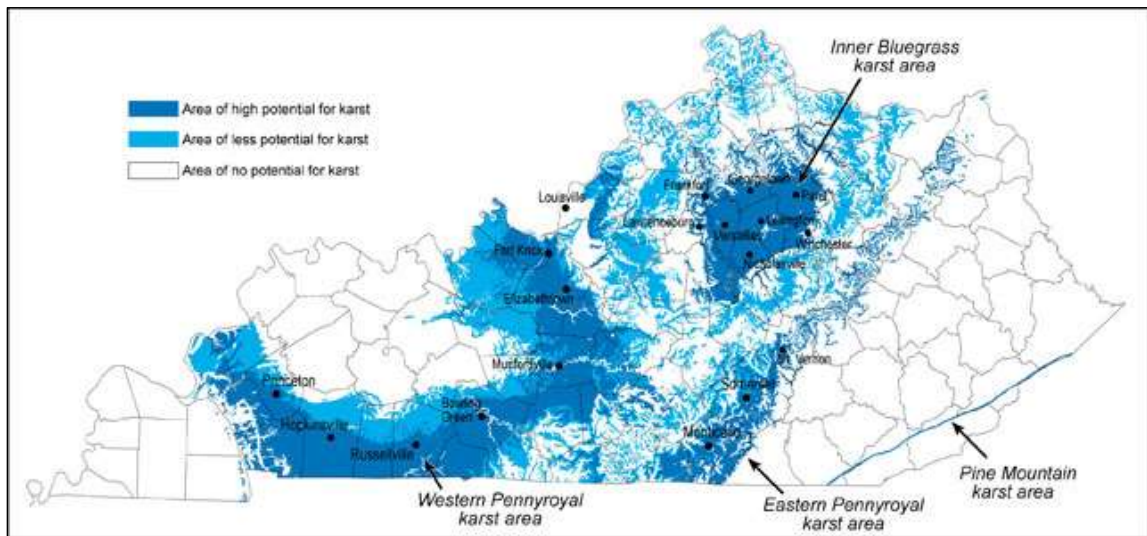 Inner Bluegrass
karst area
Area of high potential for karst
Area of less potential for karst
Area of no potential for karst
Louisville
Frankfort
Georgetown
Paris
Lawrenceburg
Versailles
Lexington
Winchester
Nicholasville
Fort Knox
Elizabethtown
Munfordville
Mt. Vernon
Somerset
Princeton
Bowling
Green
Hopkinsville
Russellville
Monticello
Western Pennyroyal
karst area
Eastern Pennyroyal
karst area
Pine Mountain
karst area